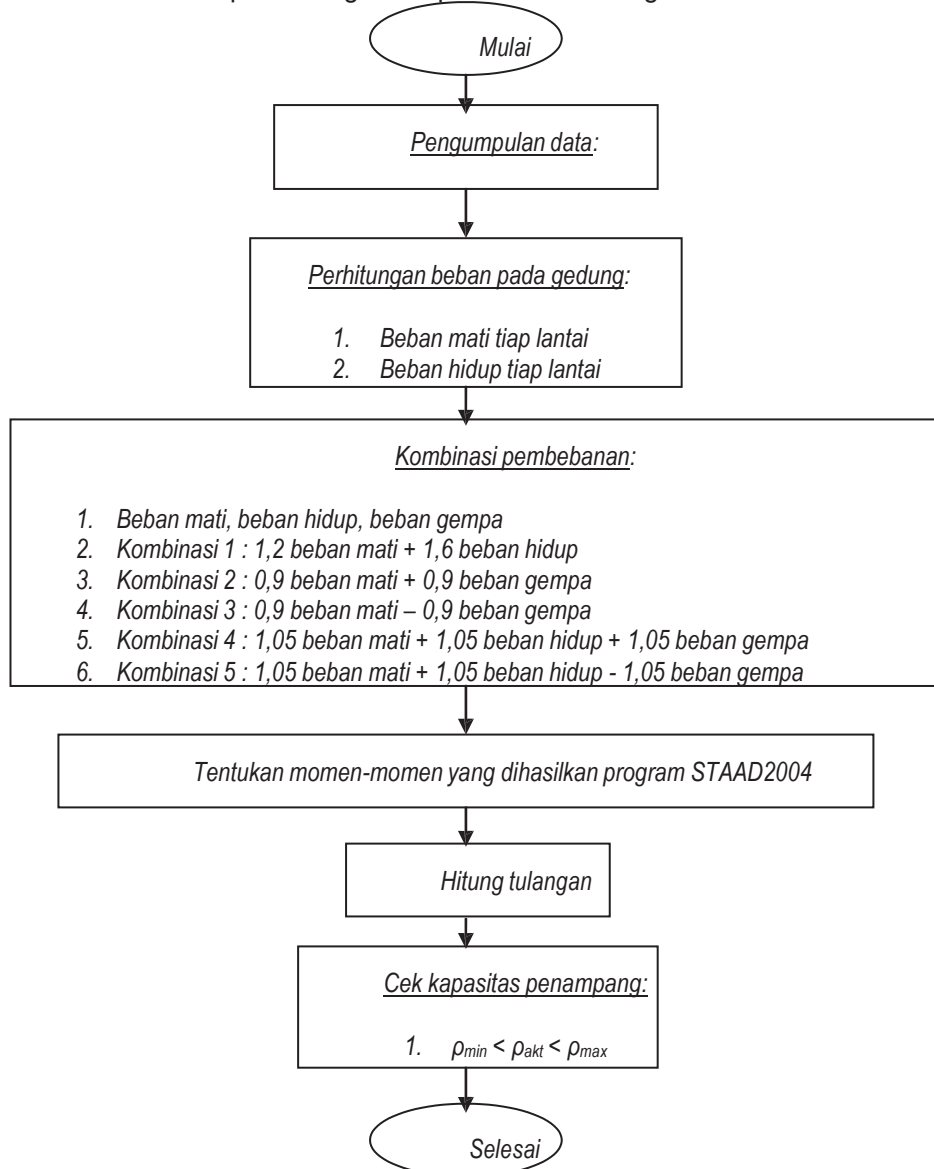 Mulai
Pengumpulan data:
Perhitungan beban pada gedung:
1. Beban mati tiap lantai
2. Beban hidup tiap lantai
Kombinasi pembebanan:
1. Beban mati, beban hidup, beban gempa
2. Kombinasi 1 : 1,2 beban mati + 1,6 beban hidup
3. Kombinasi 2 : 0,9 beban mati + 0,9 beban gempa
4. Kombinasi 3 : 0,9 beban mati – 0,9 beban gempa
5. Kombinasi 4 : 1,05 beban mati + 1,05 beban hidup + 1,05 beban gempa
6. Kombinasi 5 : 1,05 beban mati + 1,05 beban hidup - 1,05 beban gempa
Tentukan momen-momen yang dihasilkan program STAAD2004
Hitung tulangan
Cek kapasitas penampang:
1. ρmin < ρakt < ρmax
Selesai